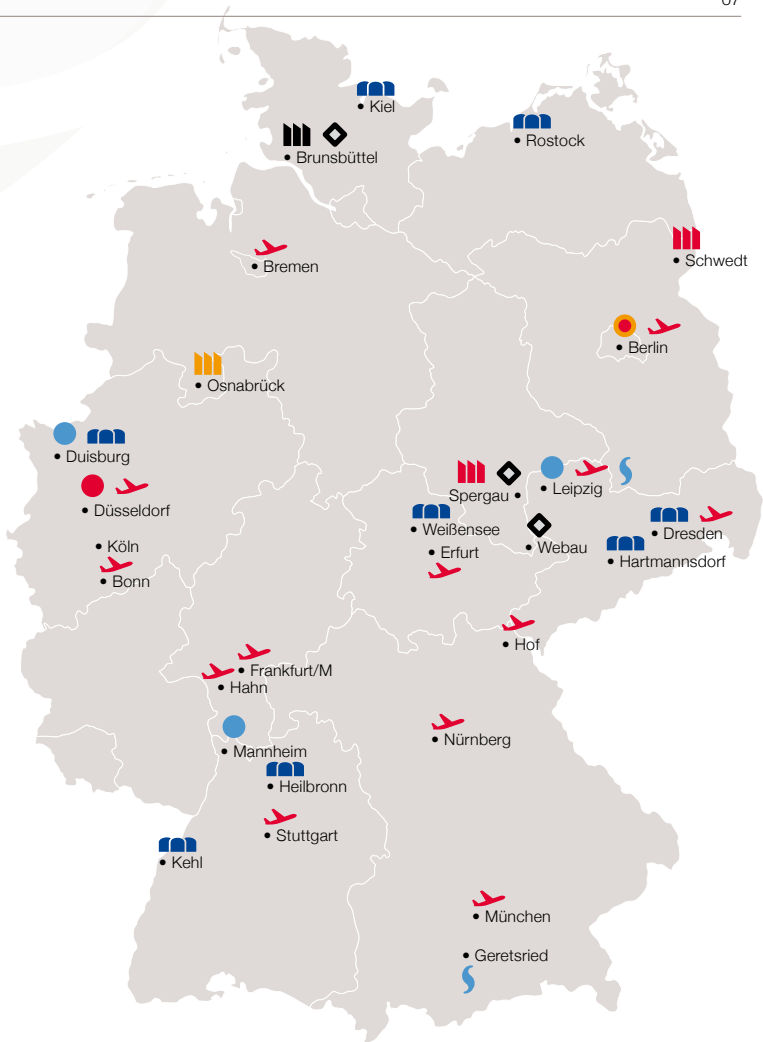 Kiel
Rostock
Brunsbüttel
Schwedt
Bremen
Berlin
Osnabrück
Duisburg
Leipzig
Spergau
Düsseldorf
Weißensee
Dresden
Köln
Erfurt
Webau
Hartmannsdorf
Bonn
Hof
Frankfurt/M
Hahn
Nürnberg
Mannheim
Heilbronn
Stuttgart
Kehl
München
Geretsried